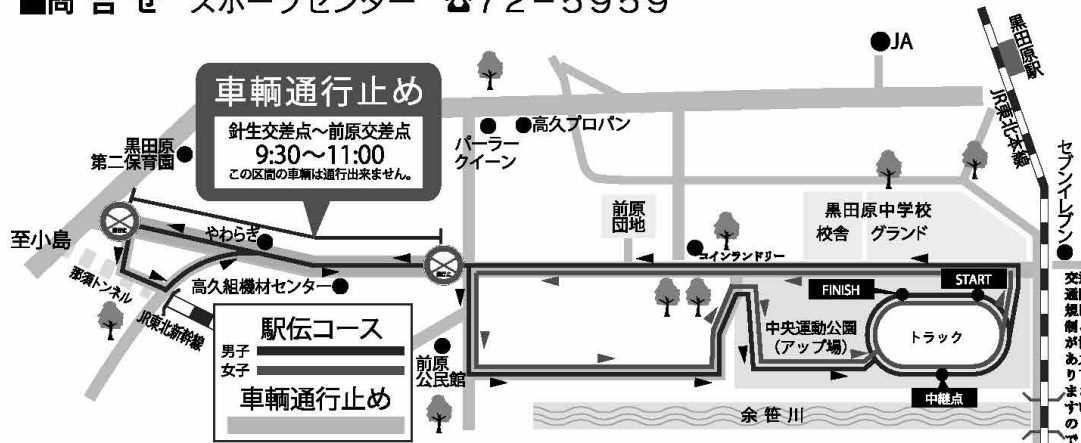 ■問合せ スポーツセンター ☎72-5959
車輌通行止め
針生交差点～前原交差点
9:30～11:00
この区間の車輌は通行出来ません。
黒田原
第二保育園
パーラー
クイーン
高久プロパン
JA
黒田原駅
JR東北本線
セブンイレブン
至小島
やわらぎ
那須トンネル
JR東北新幹線
高久組機材センター
前原
団地
コインランドリー
黒田原中学校
校舎 グランド
START
FINISH
トラック
中央運動公園
(アップ場)
中継点
前原
公民館
余笹川
駅伝コース
男子
女子
車輌通行止め